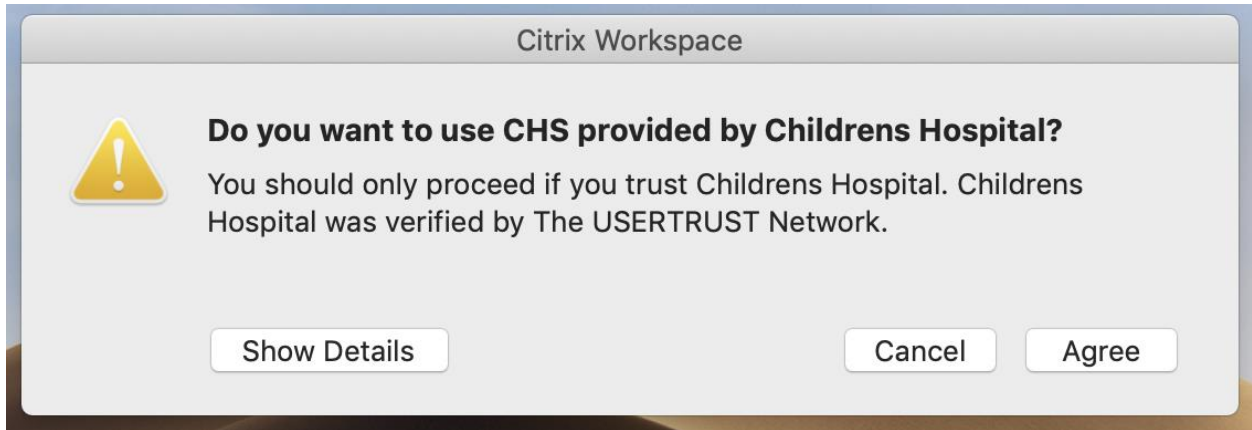 Citrix Workspace
Do you want to use CHS provided by Childrens Hospital?
You should only proceed if you trust Childrens Hospital. Childrens
Hospital was verified by The USERTRUST Network.
Show Details
Cancel
Agree